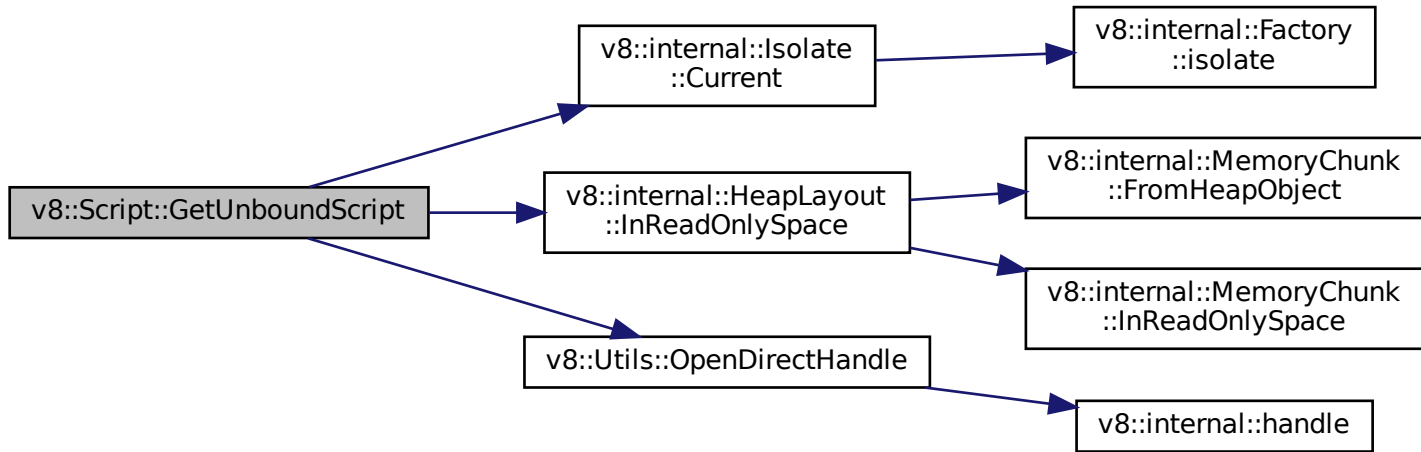 v8::Script::GetUnboundScript
v8::internal::Isolate
::Current
v8::internal::HeapLayout
::InReadOnlySpace
v8::Utils::OpenDirectHandle
v8::internal::Factory
::isolate
v8::internal::MemoryChunk
::FromHeapObject
v8::internal::MemoryChunk
::InReadOnlySpace
v8::internal::handle